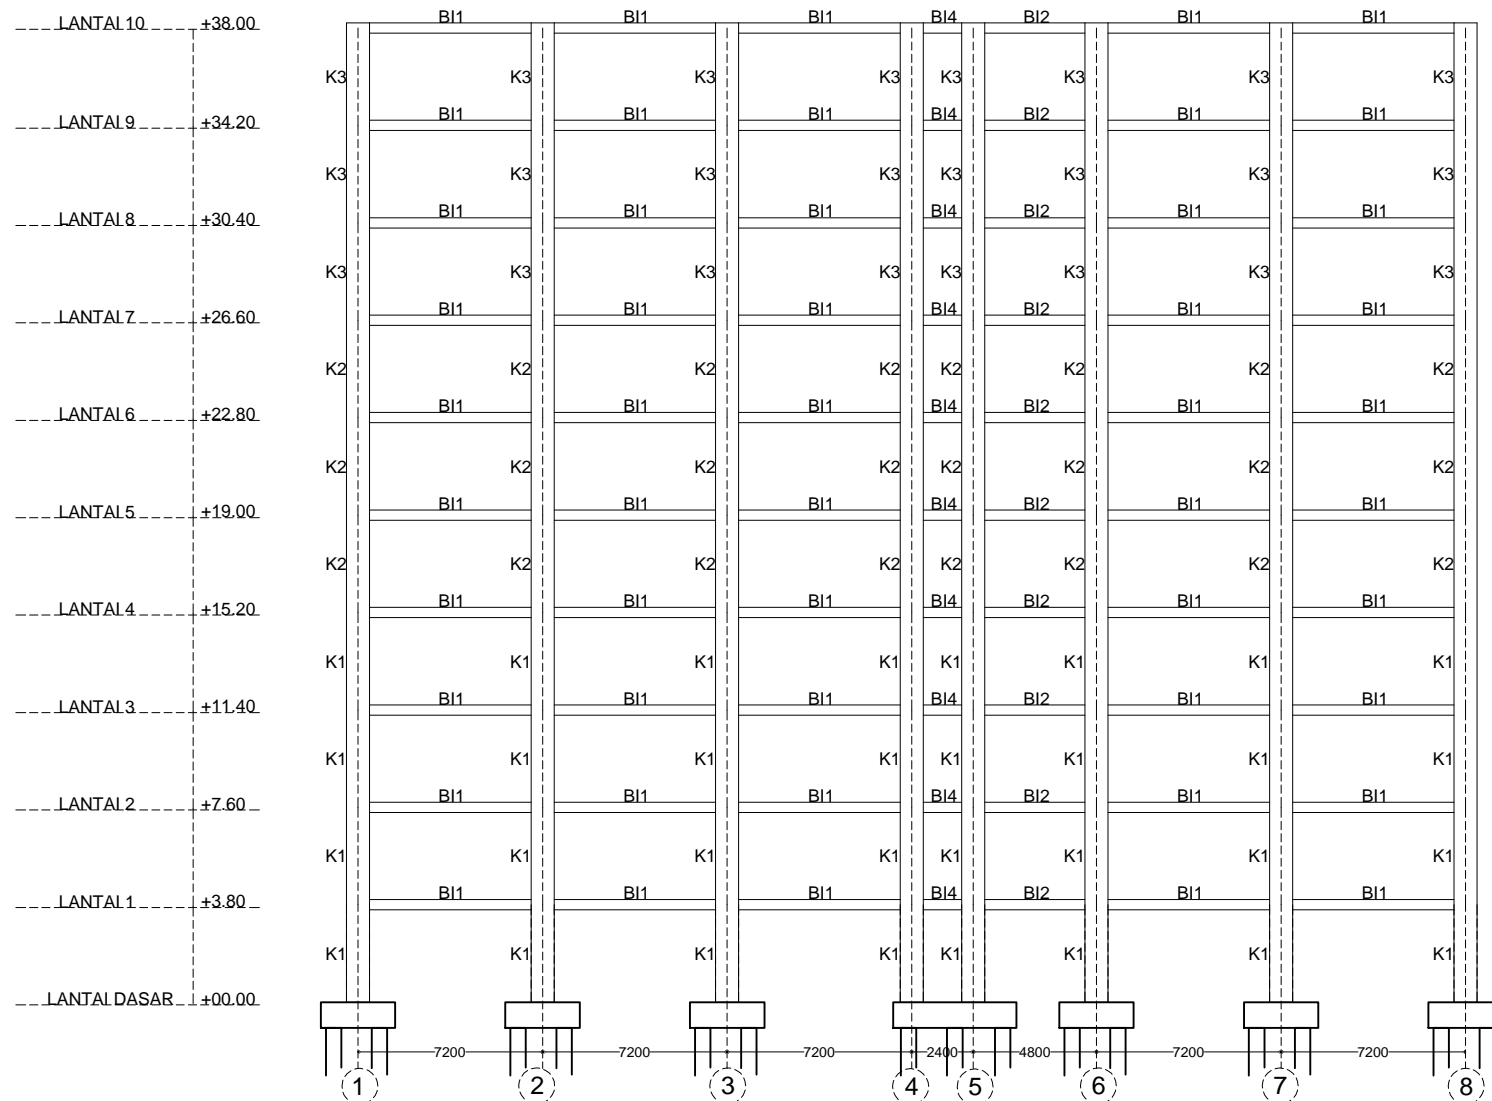 BI1 BI1 BI1 BI4 BI2 BI1 BI1
LANTAI 10 +38.00
K3 K3 K3 K3 K3 K3 K3 K3
BI1 BI1 BI1 BI4 BI2 BI1 BI1
LANTAI 9 +34.20
K3 K3 K3 K3 K3 K3 K3 K3
BI1 BI1 BI1 BI4 BI2 BI1 BI1
LANTAI 8 +30.40
K3 K3 K3 K3 K3 K3 K3 K3
BI1 BI1 BI1 BI4 BI2 BI1 BI1
LANTAI 7 +26.60
K2 K2 K2 K2 K2 K2 K2 K2
BI1 BI1 BI1 BI4 BI2 BI1 BI1
LANTAI 6 +22.80
K2 K2 K2 K2 K2 K2 K2 K2
BI1 BI1 BI1 BI4 BI2 BI1 BI1
LANTAI 5 +19.00
K2 K2 K2 K2 K2 K2 K2 K2
BI1 BI1 BI1 BI4 BI2 BI1 BI1
LANTAI 4 +15.20
K1 K1 K1 K1 K1 K1 K1 K1
BI1 BI1 BI1 BI4 BI2 BI1 BI1
LANTAI 3 +11.40
K1 K1 K1 K1 K1 K1 K1 K1
BI1 BI1 BI1 BI4 BI2 BI1 BI1
LANTAI 2 +7.60
K1 K1 K1 K1 K1 K1 K1 K1
BI1 BI1 BI1 BI4 BI2 BI1 BI1
LANTAI 1 +3.80
K1 K1 K1 K1 K1 K1 K1 K1
LANTAI DASAR +00.00
7200 7200 7200 2400 4800 7200 7200
1 2 3 4 5 6 7 8